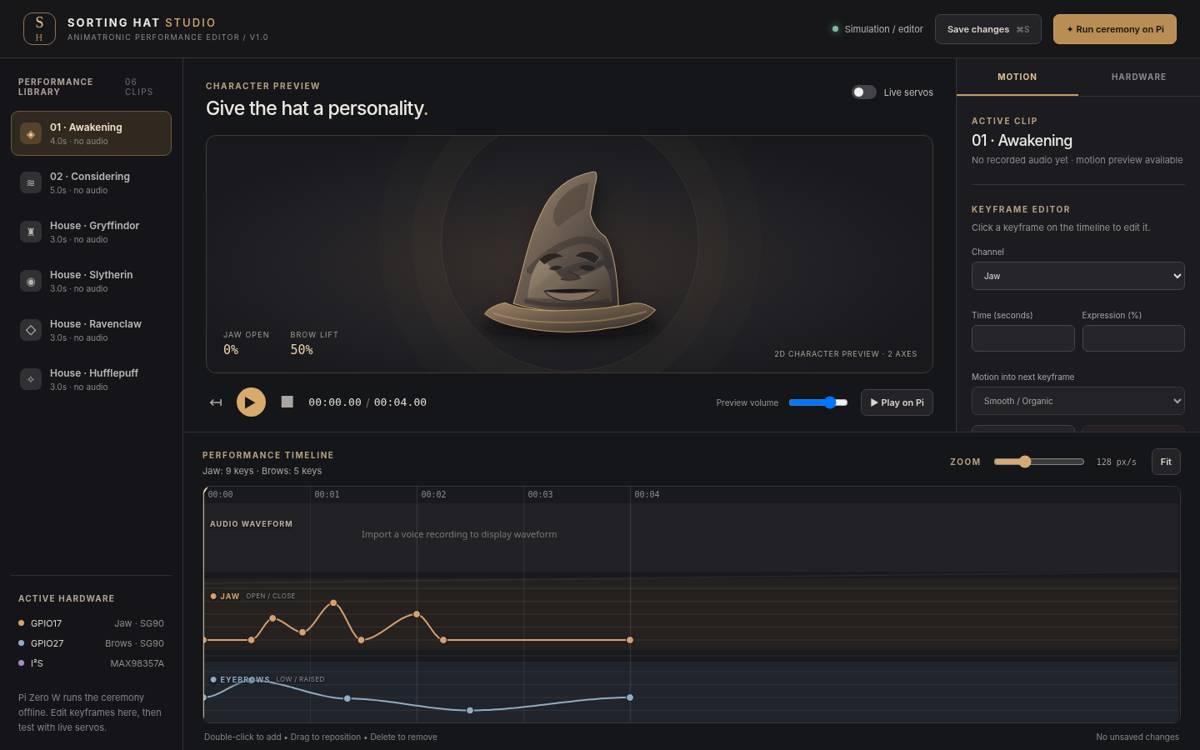 S
H
SORTING HAT STUDIO
ANIMATRONIC PERFORMANCE EDITOR / V1.0
Simulation / editor
Save changes ⌘S
✦ Run ceremony on Pi
PERFORMANCE LIBRARY
06 CLIPS
01 · Awakening
4.0s · no audio
02 · Considering
5.0s · no audio
House · Gryffindor
3.0s · no audio
House · Slytherin
3.0s · no audio
House · Ravenclaw
3.0s · no audio
House · Hufflepuff
3.0s · no audio
ACTIVE HARDWARE
GPIO17 Jaw · SG90
GPIO27 Brows · SG90
I²S MAX98357A
Pi Zero W runs the ceremony
offline. Edit keyframes here, then
test with live servos.
CHARACTER PREVIEW
Give the hat a personality.
Live servos
JAW OPEN
0%
BROW LIFT
50%
2D CHARACTER PREVIEW · 2 AXES
00:00.00 / 00:04.00
Preview volume
▶ Play on Pi
MOTION
HARDWARE
ACTIVE CLIP
01 · Awakening
No recorded audio yet · motion preview available
KEYFRAME EDITOR
Click a keyframe on the timeline to edit it.
Channel
Jaw
Time (seconds)
Expression (%)
Motion into next keyframe
Smooth / Organic
PERFORMANCE TIMELINE
Jaw: 9 keys · Brows: 5 keys
ZOOM
128 px/s
Fit
00:00 00:01 00:02 00:03 00:04
AUDIO WAVEFORM
Import a voice recording to display waveform
JAW OPEN / CLOSE
EYEBROWS LOW / RAISED
Double-click to add • Drag to reposition • Delete to remove
No unsaved changes